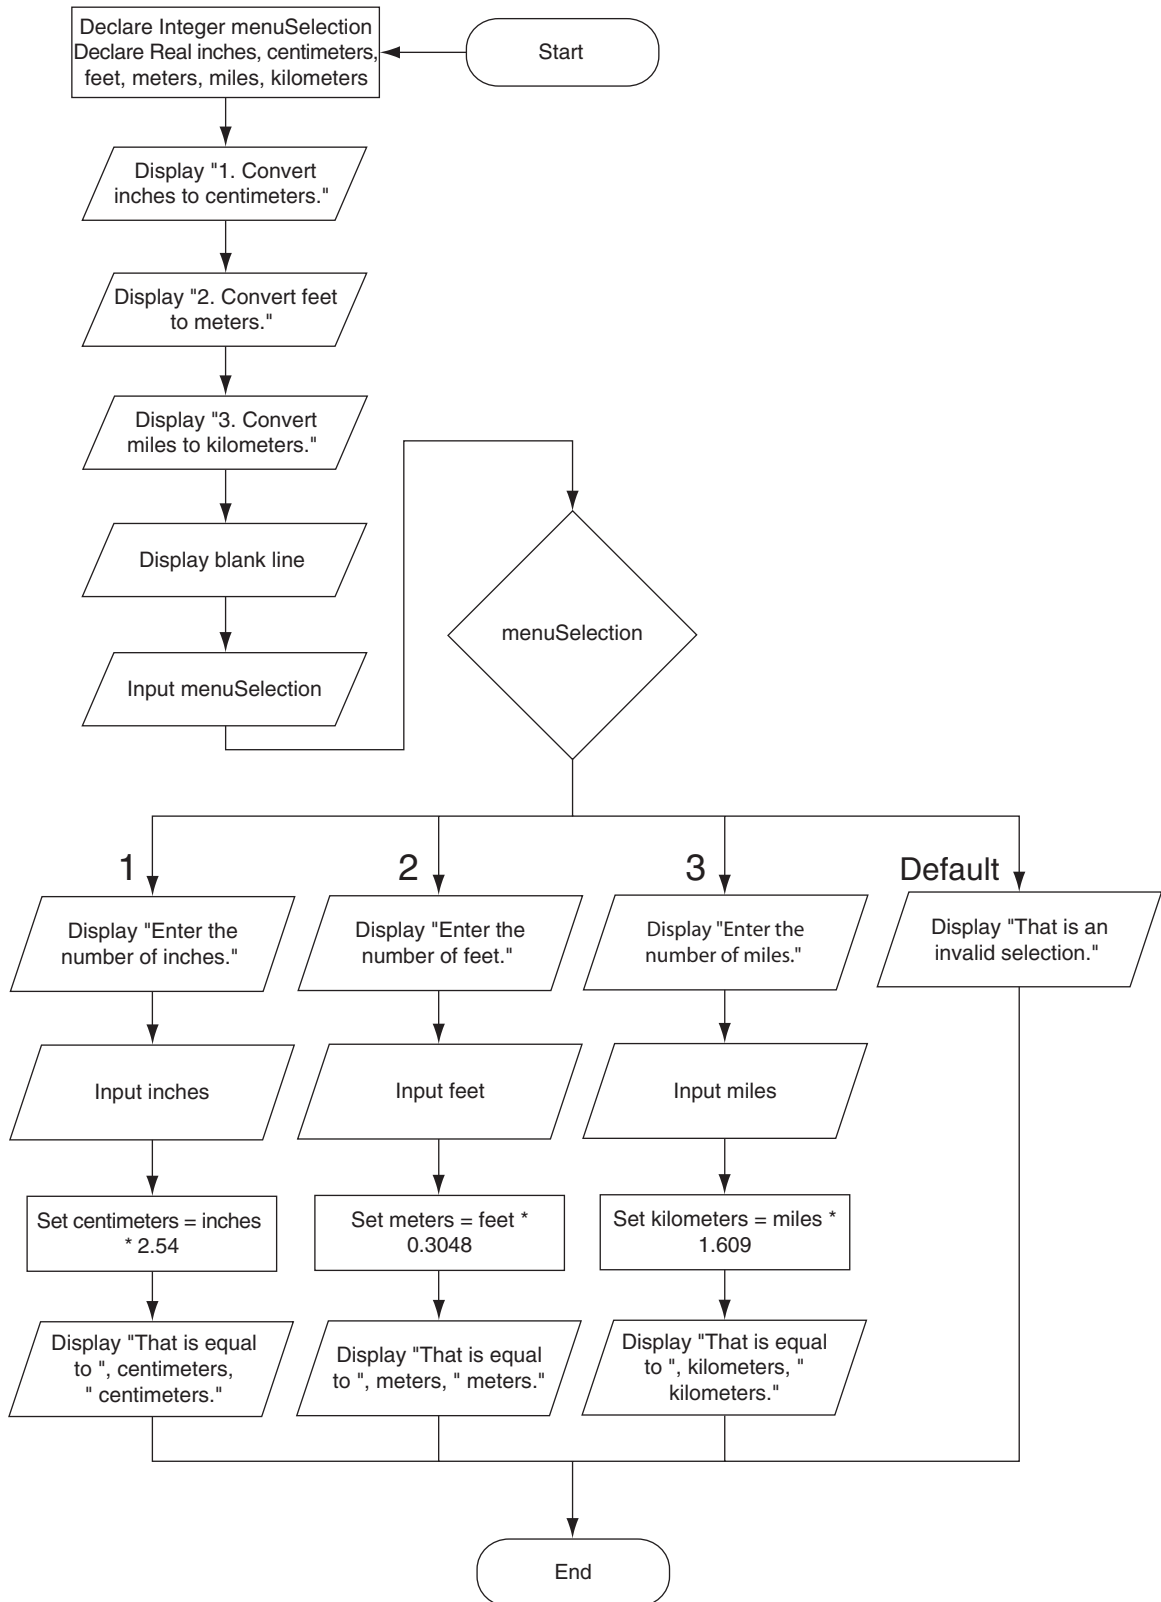 Start
Declare Integer menuSelection
Declare Real inches, centimeters,
feet, meters, miles, kilometers
Display "1. Convert
inches to centimeters."
Display "2. Convert feet
to meters."
Display "3. Convert
miles to kilometers."
Display blank line
Input menuSelection
menuSelection
1
Display "Enter the
number of inches."
Input inches
Set centimeters = inches
* 2.54
Display "That is equal
to ", centimeters,
" centimeters."
2
Display "Enter the
number of feet."
Input feet
Set meters = feet *
0.3048
Display "That is equal
to ", meters, " meters."
3
Display "Enter the
number of miles."
Input miles
Set kilometers = miles *
1.609
Display "That is equal
to ", kilometers, "
kilometers."
Default
Display "That is an
invalid selection."
End